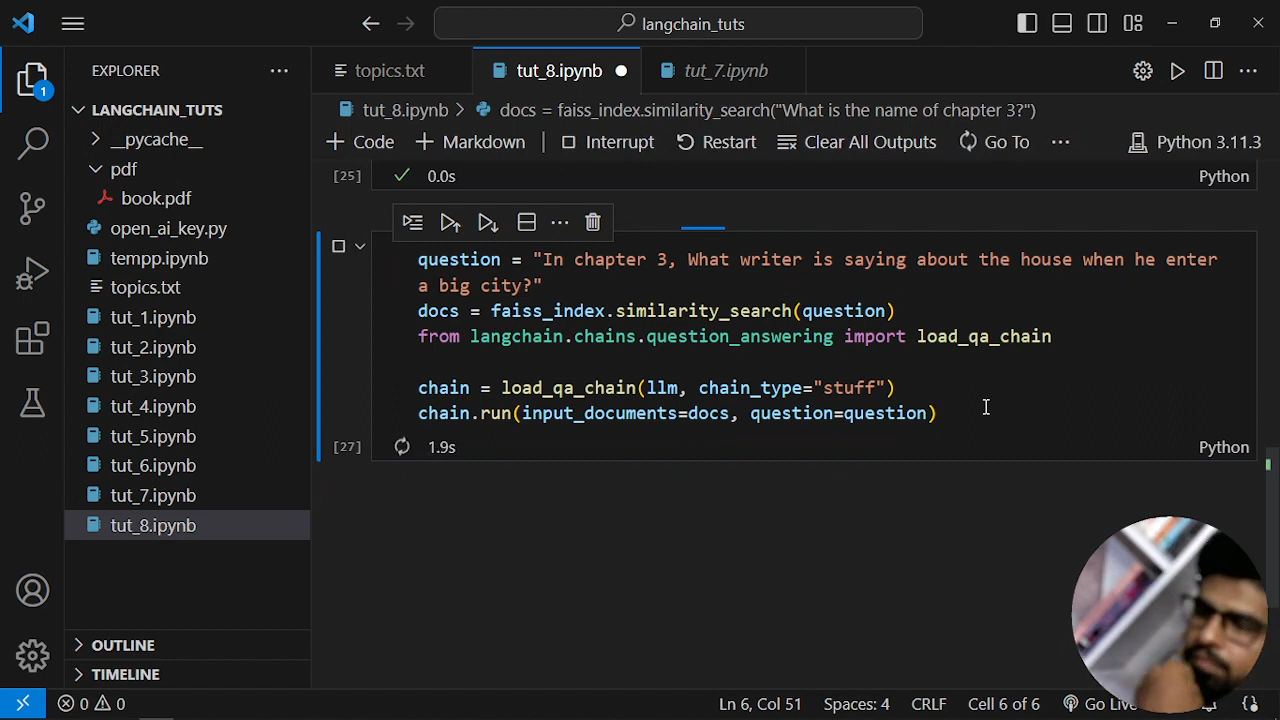 langchain_tuts
EXPLORER
topics.txt
tut_8.ipynb
tut_7.ipynb
LANGCHAIN_TUTS
tut_8.ipynb > docs = faiss_index.similarity_search("What is the name of chapter 3?")
__pycache__
+ Code
+ Markdown
Interrupt
Restart
Clear All Outputs
Go To
Python 3.11.3
pdf
[25]
0.0s
Python
book.pdf
open_ai_key.py
tempp.ipynb
topics.txt
tut_1.ipynb
tut_2.ipynb
tut_3.ipynb
tut_4.ipynb
tut_5.ipynb
tut_6.ipynb
tut_7.ipynb
tut_8.ipynb
1
question = "In chapter 3, What writer is saying about the house when he enter
a big city?"
docs = faiss_index.similarity_search(question)
from langchain.chains.question_answering import load_qa_chain
chain = load_qa_chain(llm, chain_type="stuff")
chain.run(input_documents=docs, question=question)
[27]
1.9s
Python
OUTLINE
TIMELINE
0
0
Ln 6, Col 51
Spaces: 4
CRLF
Cell 6 of 6
Go